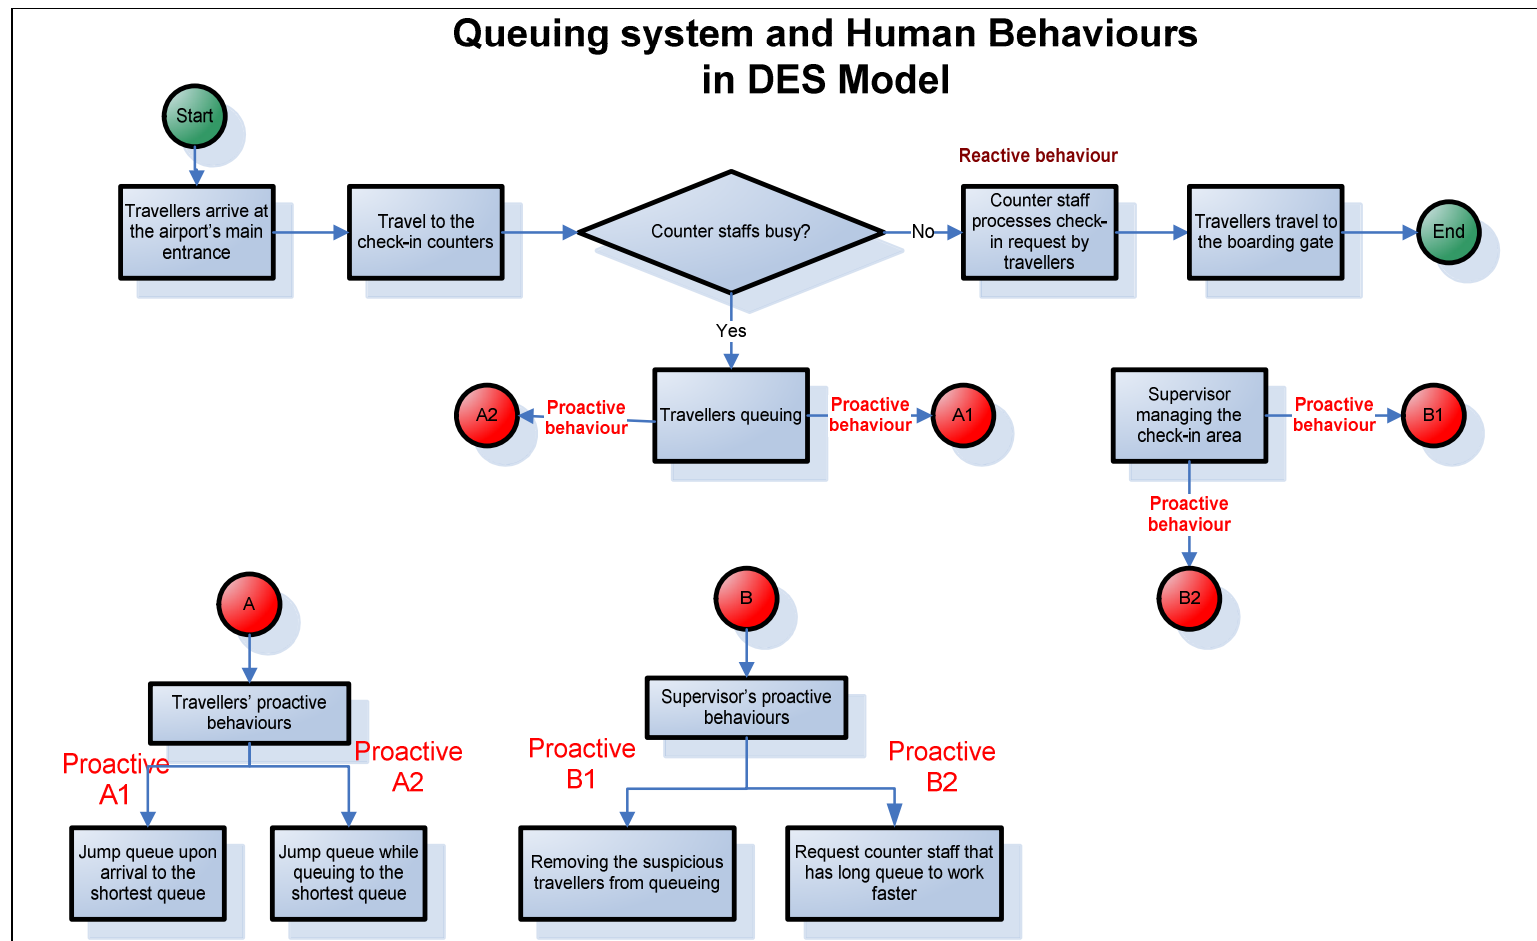 Queuing system and Human Behaviours
in DES Model
Start
Reactive behaviour
Travellers arrive at
the airport's main
entrance
Travel to the
check-in counters
Counter staffs busy?
No
Counter staff
processes check-
in request by
travellers
Travellers travel to
the boarding gate
End
Yes
A2
Proactive
behaviour
Travellers queuing
Proactive
behaviour
A1
Supervisor
managing the
check-in area
Proactive
behaviour
B1
Proactive
behaviour
B2
A
Travellers' proactive
behaviours
Proactive
A1
Proactive
A2
Jump queue upon
arrival to the
shortest queue
Jump queue while
queuing to the
shortest queue
B
Supervisor's proactive
behaviours
Proactive
B1
Proactive
B2
Removing the suspicious
travellers from queueing
Request counter staff that
has long queue to work
faster